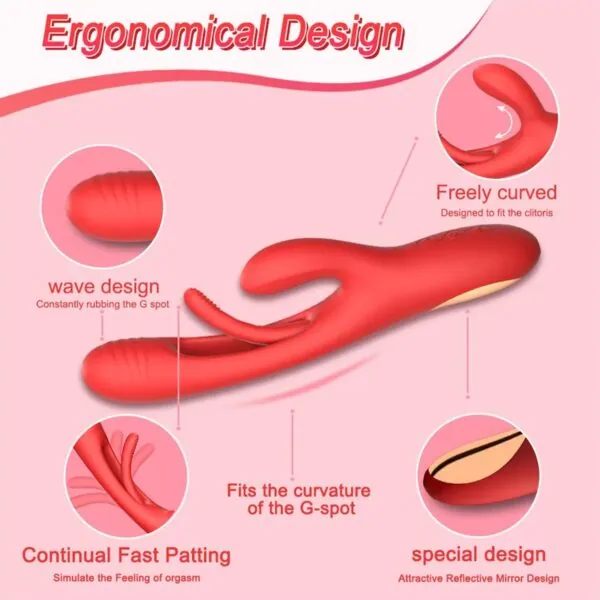 Ergonomical Design
Freely curved
Designed to fit the clitoris
wave design
Constantly rubbing the G spot
Fits the curvature
of the G-spot
Continual Fast Patting
Simulate the Feeling of orgasm
special design
Attractive Reflective Mirror Design